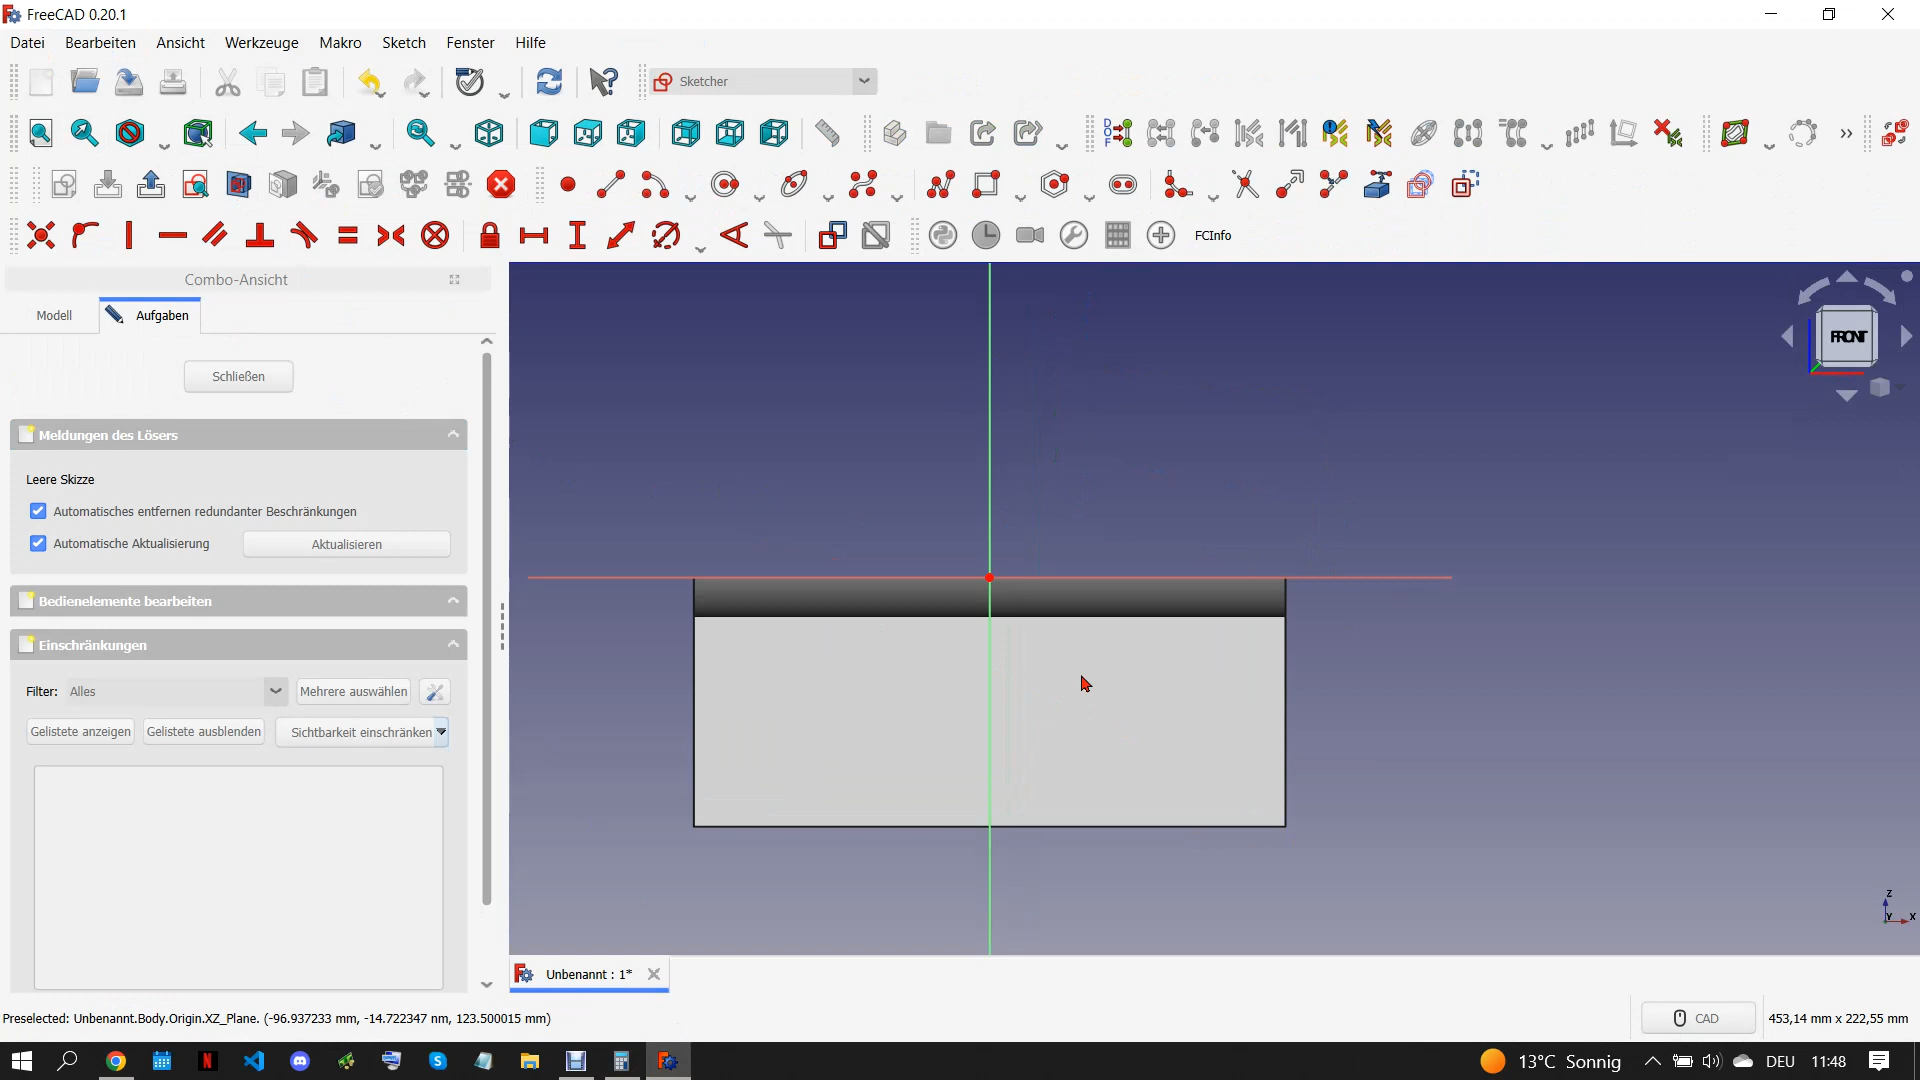 FreeCAD 0.20.1
Datei Bearbeiten Ansicht Werkzeuge Makro Sketch Fenster Hilfe
Sketcher
DOF
FCInfo
Combo-Ansicht
Modell Aufgaben
Schließen
Meldungen des Lösers
Leere Skizze
Automatisches entfernen redundanter Beschränkungen
Automatische Aktualisierung Aktualisieren
Bedienelemente bearbeiten
Einschränkungen
Filter: Alles Mehrere auswählen
Gelistete anzeigen Gelistete ausblenden Sichtbarkeit einschränken
FRONT
Z
Y X
Unbenannt : 1*
Preselected: Unbenannt.Body.Origin.XZ_Plane. (-96.937233 mm, -14.722347 nm, 123.500015 mm)
CAD 453,14 mm x 222,55 mm
13°C Sonnig DEU 11:48